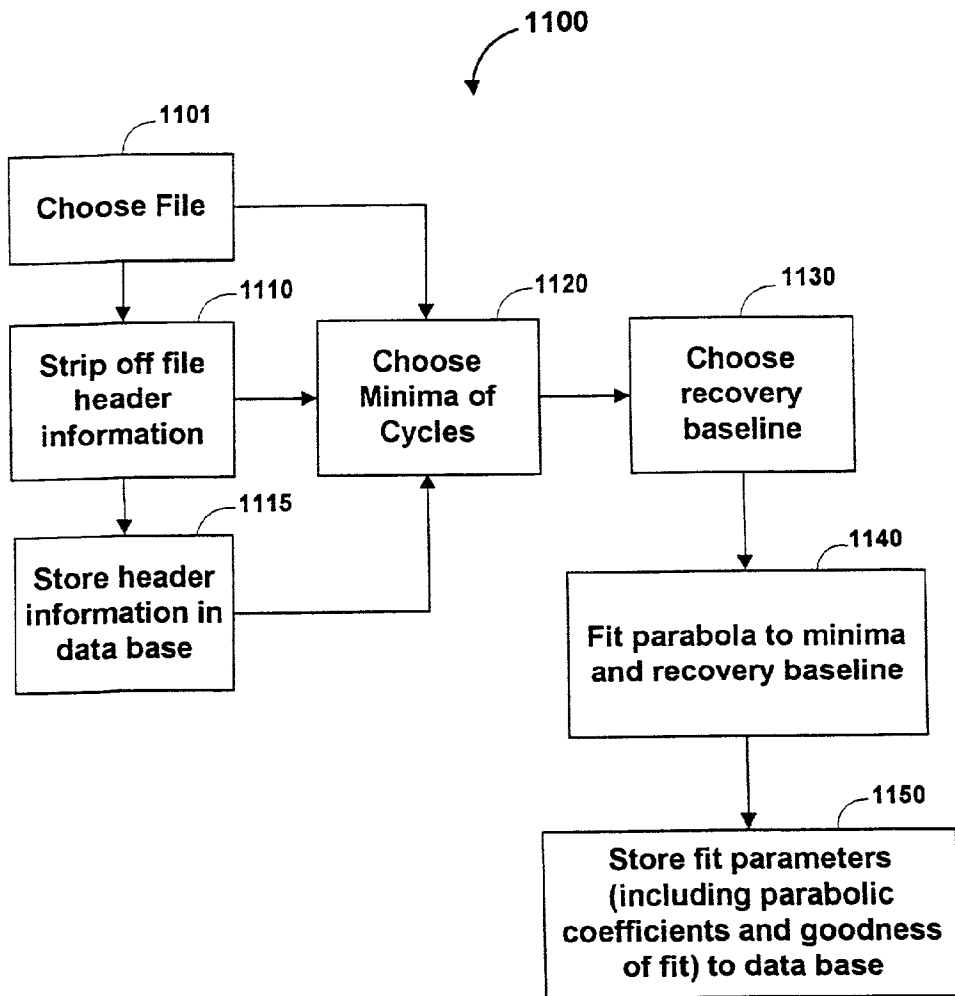 1100
1101
Choose File
1110
Strip off file
header
information
1115
Store header
information in
data base
1120
Choose
Minima of
Cycles
1130
Choose
recovery
baseline
1140
Fit parabola to minima
and recovery baseline
1150
Store fit parameters
(including parabolic
coefficients and goodness
of fit) to data base